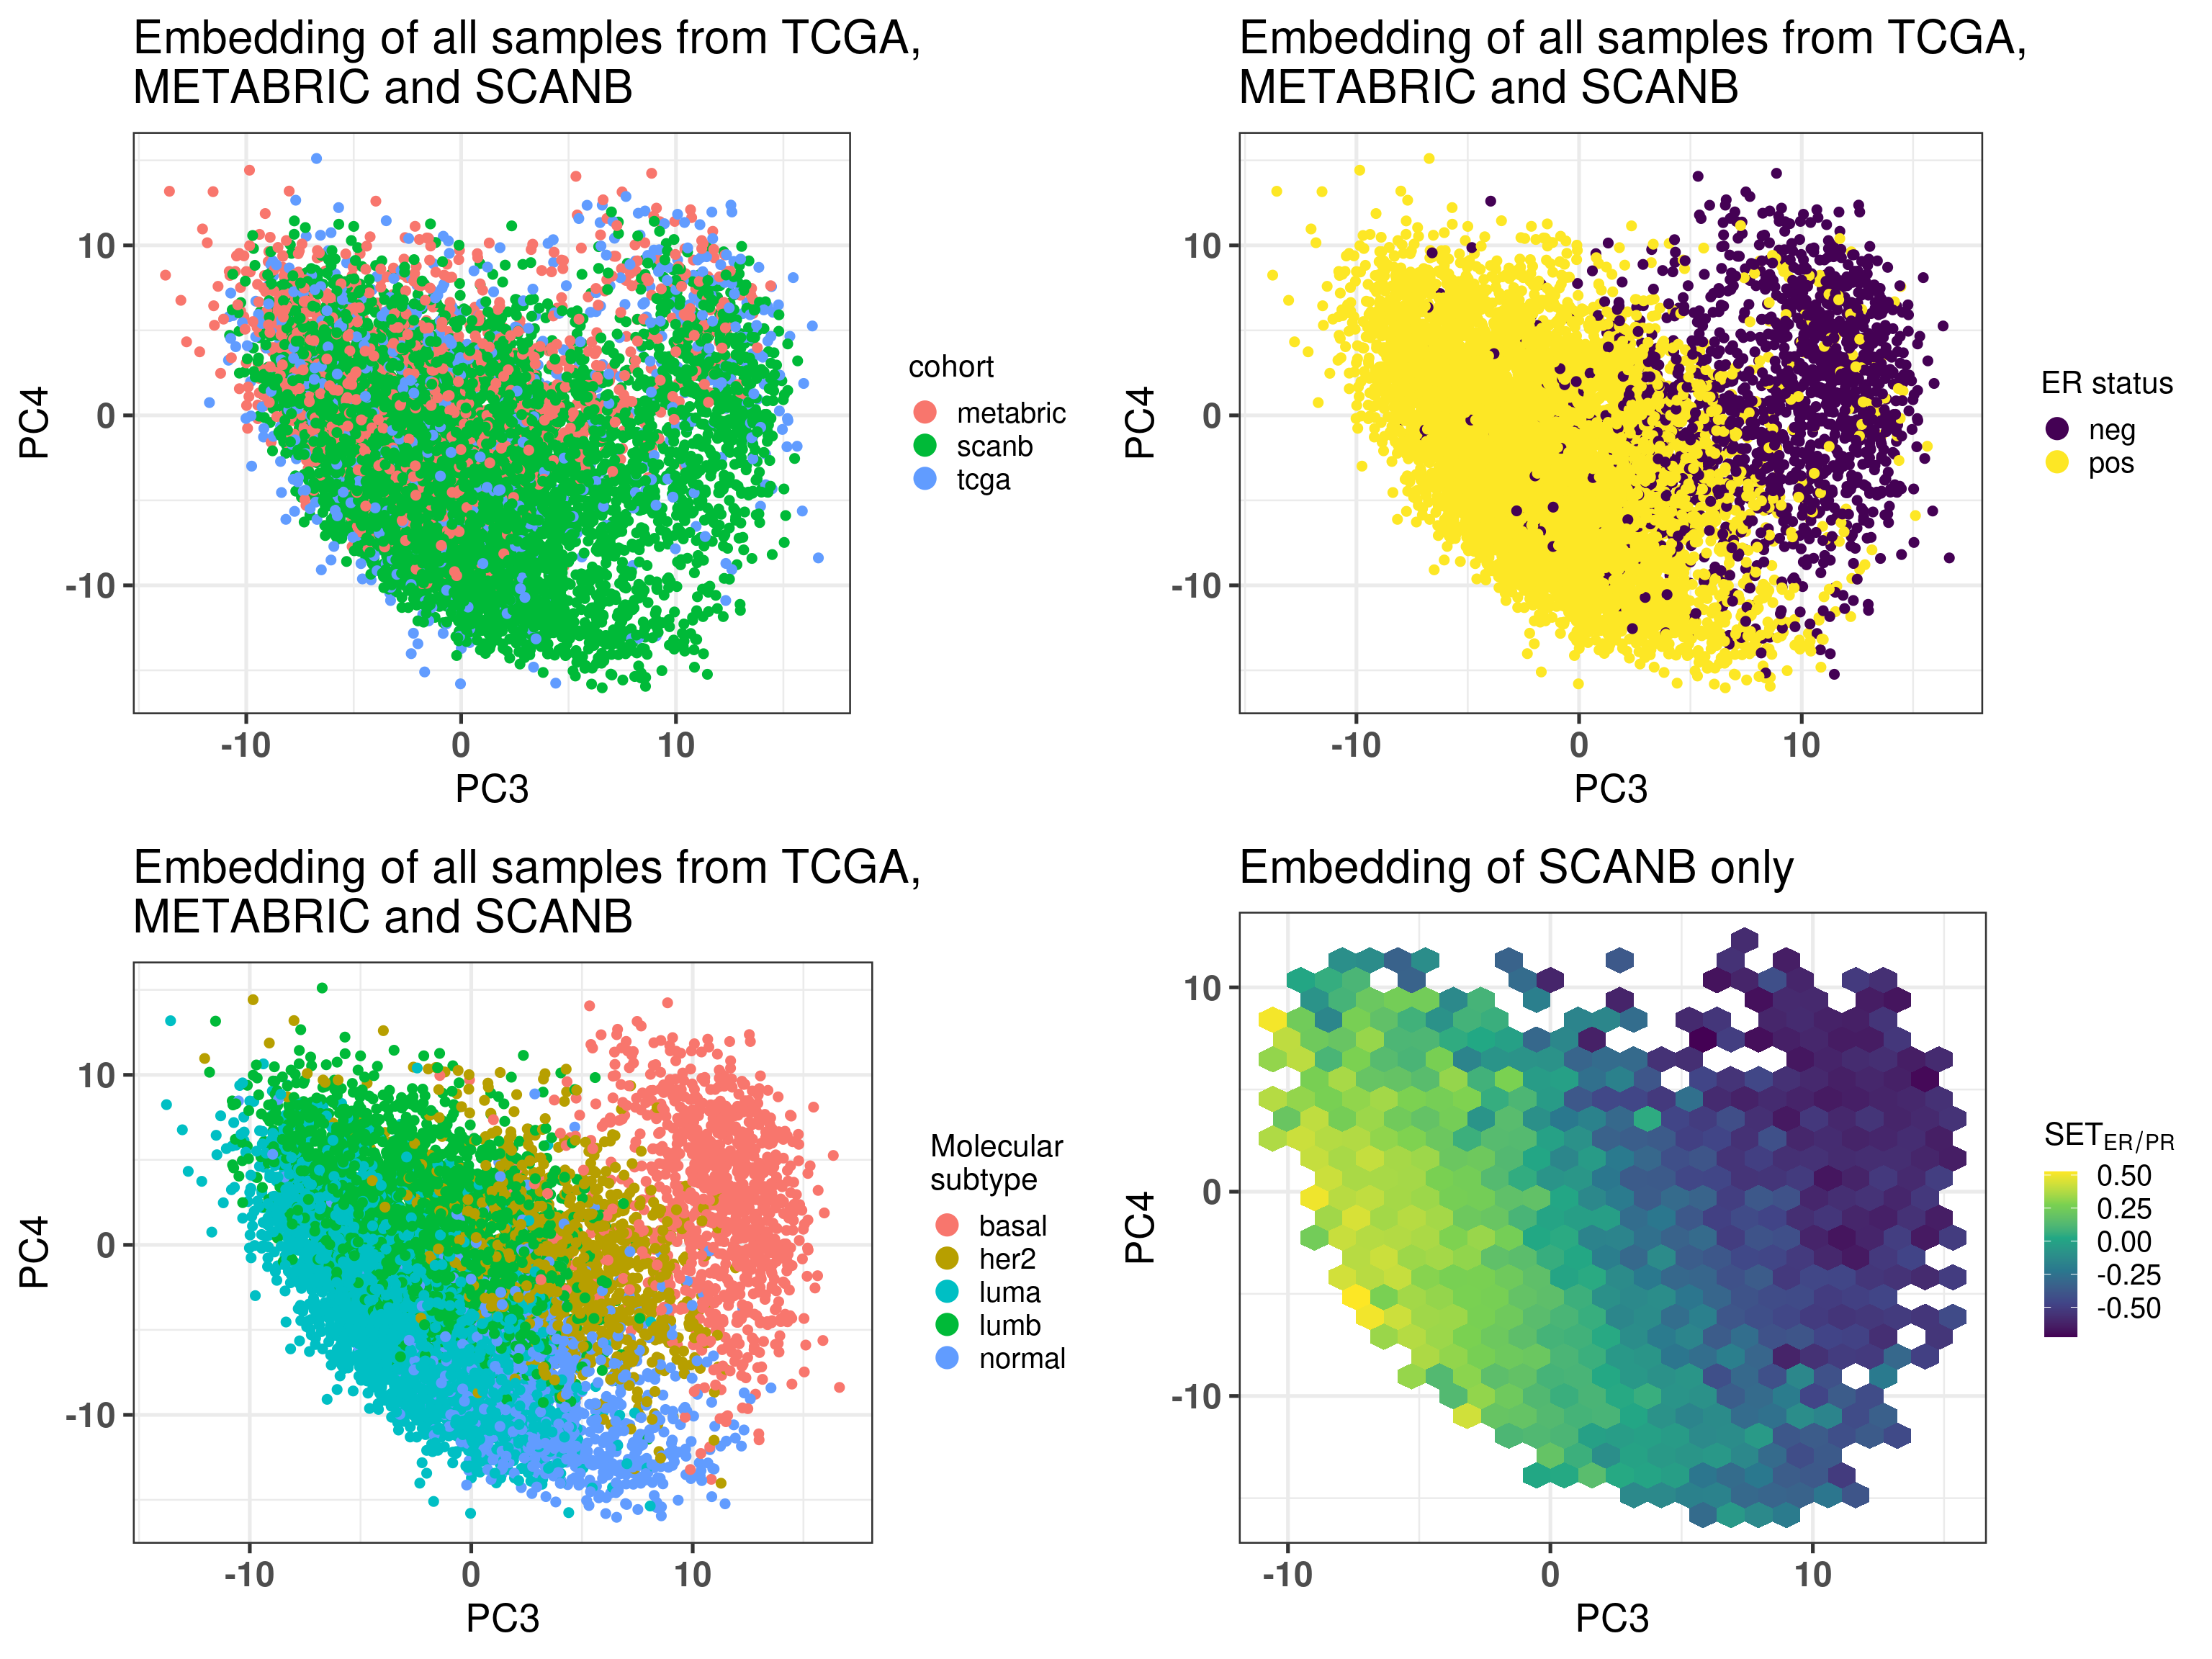 Embedding of all samples from TCGA,
METABRIC and SCANB
10
0
-10
PC4
-10
0
10
PC3
cohort
metabric
scanb
tcga
Embedding of all samples from TCGA,
METABRIC and SCANB
10
0
-10
PC4
-10
0
10
PC3
ER status
neg
pos
Embedding of all samples from TCGA,
METABRIC and SCANB
10
0
-10
PC4
-10
0
10
PC3
Molecular
subtype
basal
her2
luma
lumb
normal
Embedding of SCANB only
10
0
-10
PC4
-10
0
10
PC3
SETER/PR
0.50
0.25
0.00
-0.25
-0.50